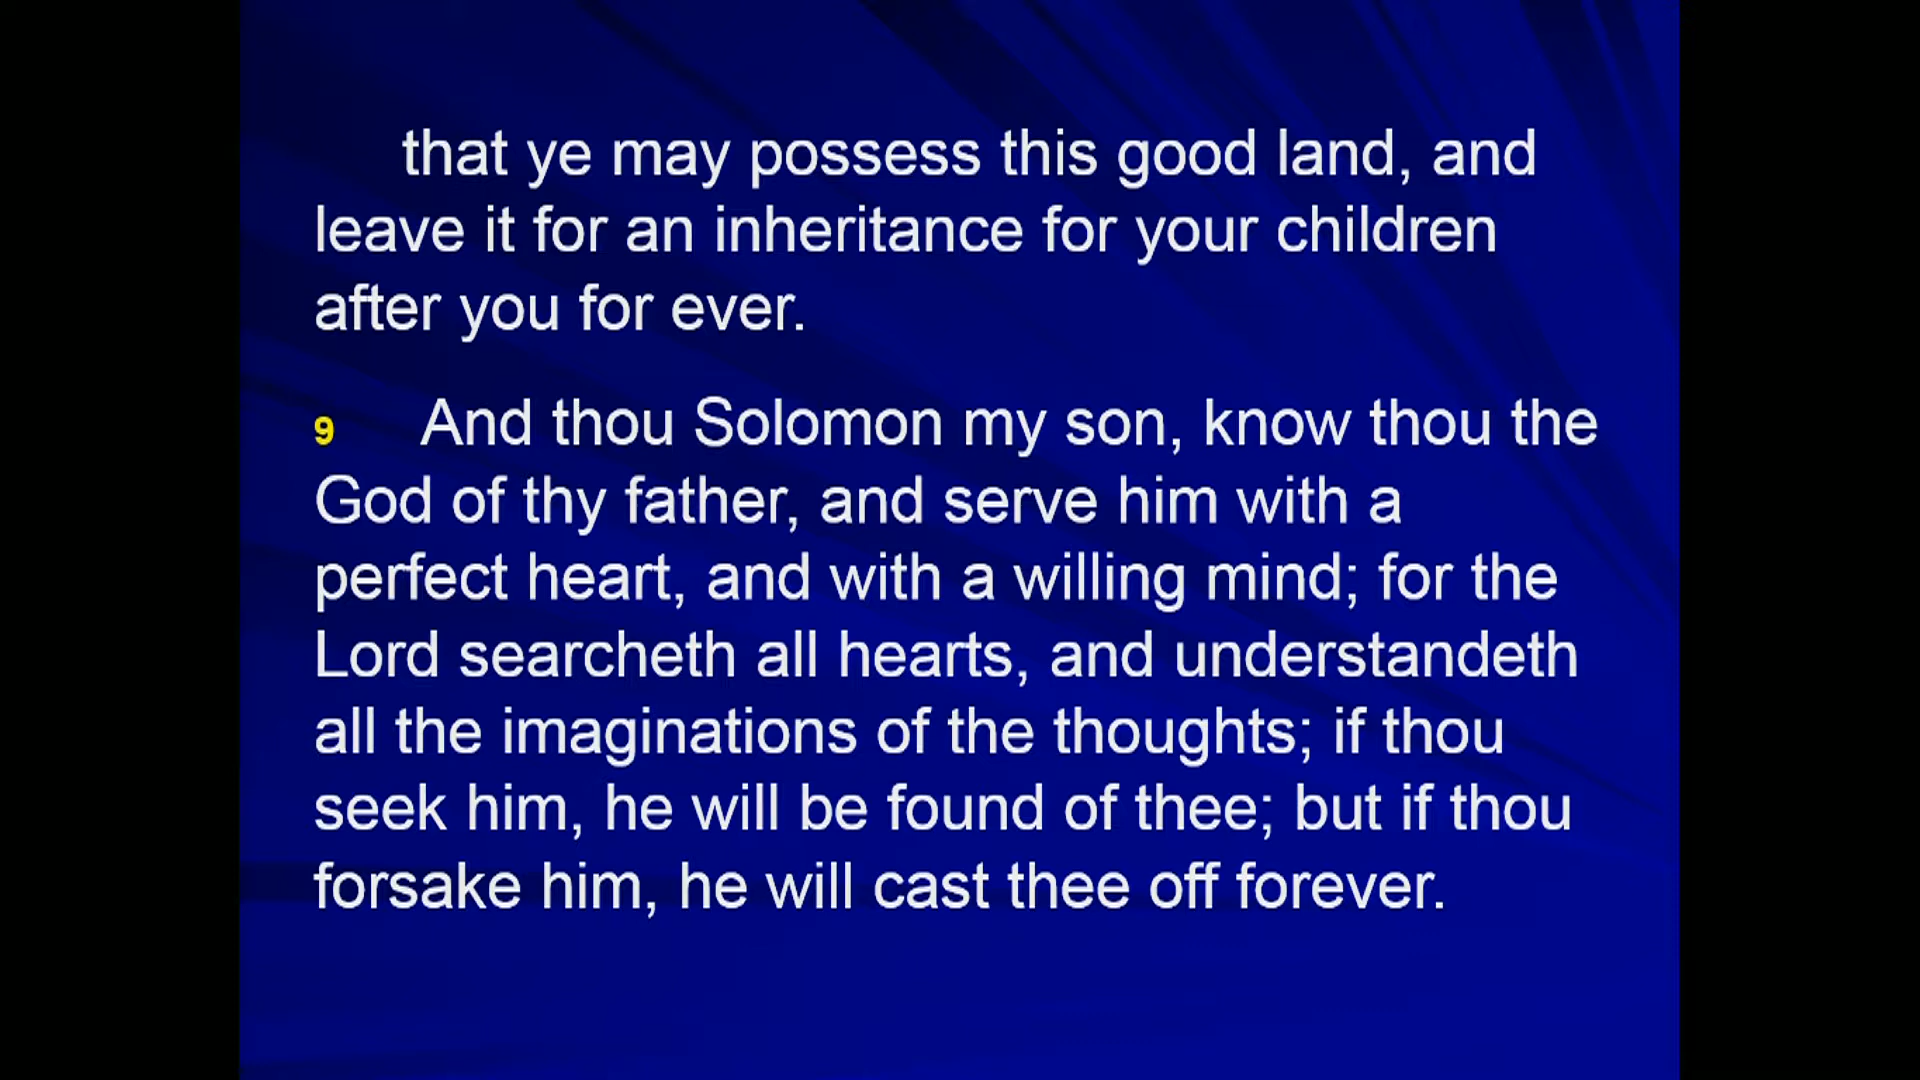 that ye may possess this good land, and
leave it for an inheritance for your children
after you for ever.
9 And thou Solomon my son, know thou the
God of thy father, and serve him with a
perfect heart, and with a willing mind; for the
Lord searcheth all hearts, and understandeth
all the imaginations of the thoughts; if thou
seek him, he will be found of thee; but if thou
forsake him, he will cast thee off forever.